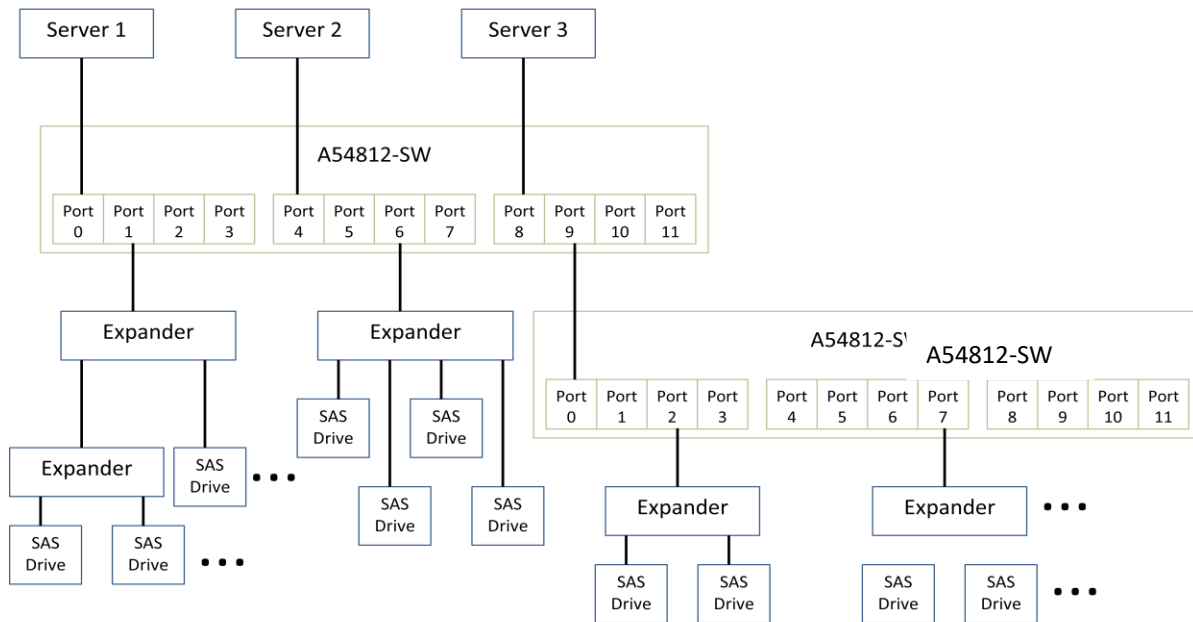 Server 1
Server 2
Server 3
A54812-SW
Port 0
Port 1
Port 2
Port 3
Port 4
Port 5
Port 6
Port 7
Port 8
Port 9
Port 10
Port 11
Expander
Expander
A54812-S
A54812-SW
Port 0
Port 1
Port 2
Port 3
Port 4
Port 5
Port 6
Port 7
Port 8
Port 9
Port 10
Port 11
SAS Drive
SAS Drive
Expander
SAS Drive
SAS Drive
SAS Drive
Expander
Expander
SAS Drive
SAS Drive
SAS Drive
SAS Drive
SAS Drive
SAS Drive